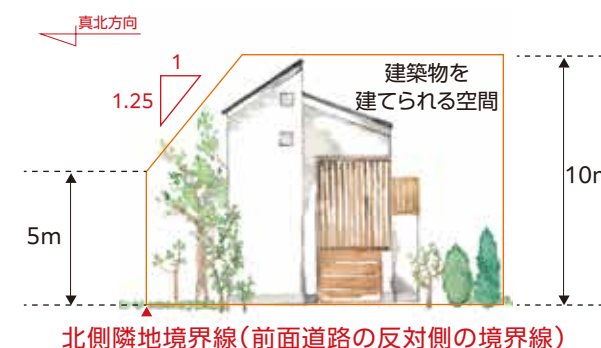 真北方向
1
1.25
建築物を
建てられる空間
5m
10m
北側隣地境界線(前面道路の反対側の境界線)